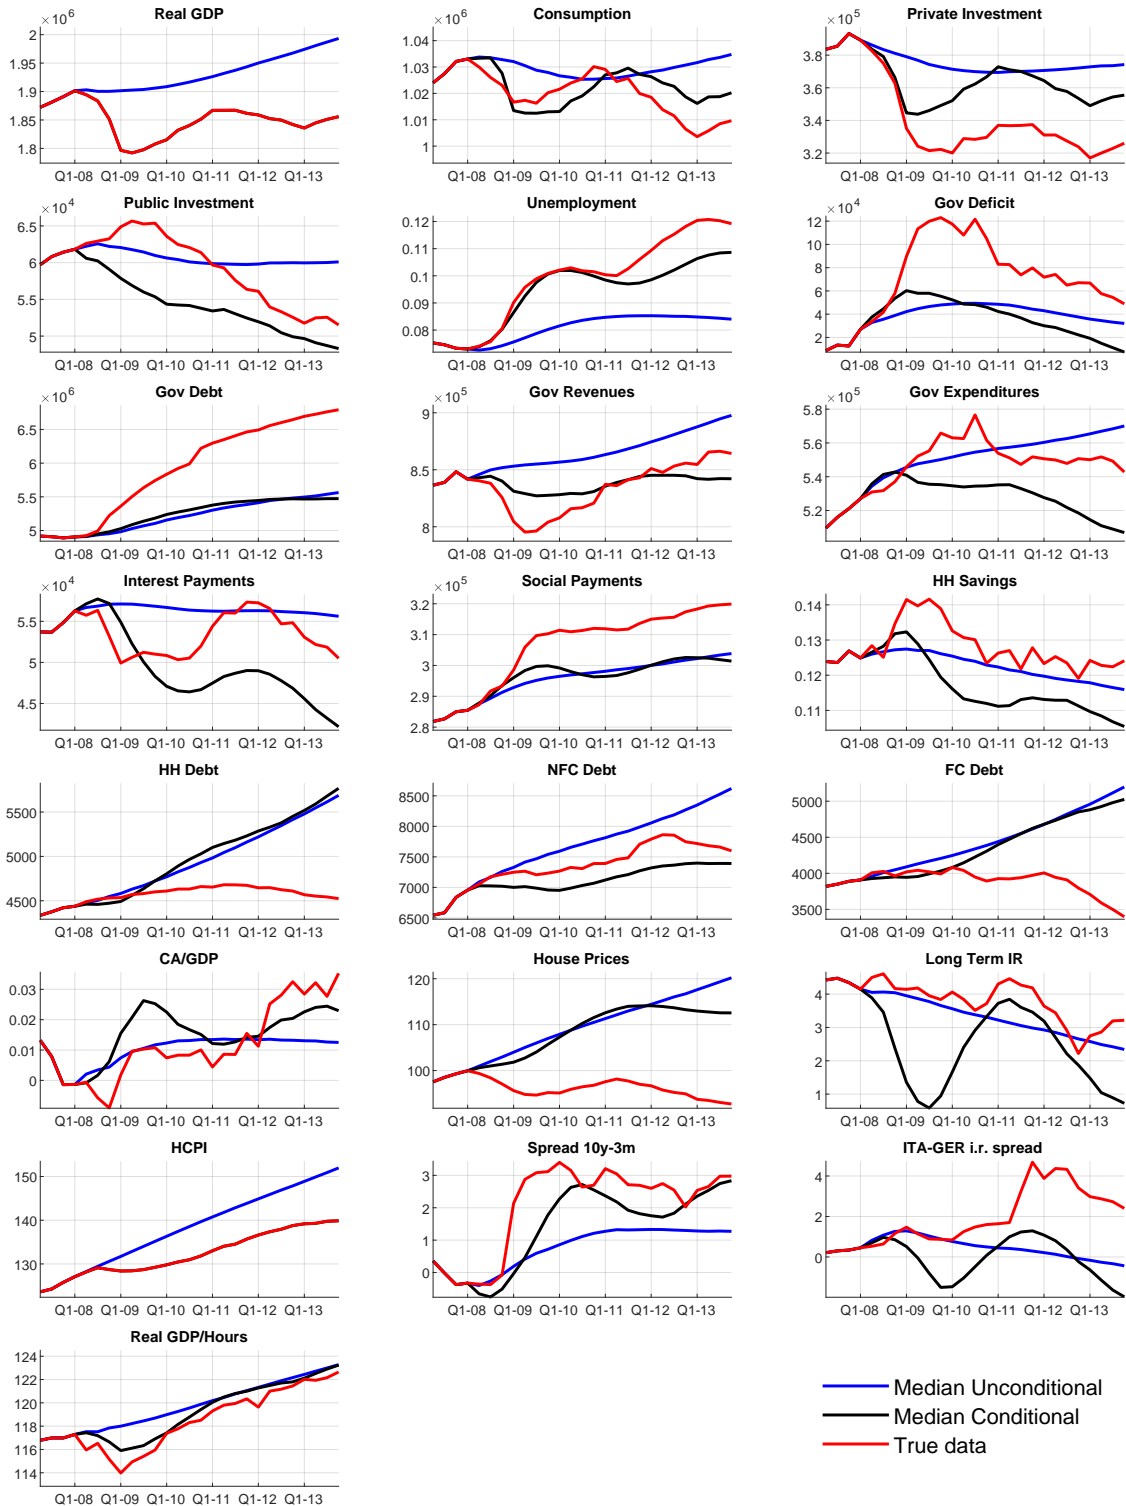 Real GDP
× 10^6
2
1.95
1.9
1.85
1.8
Q1-08 Q1-09 Q1-10 Q1-11 Q1-12 Q1-13
Consumption
× 10^6
1.04
1.03
1.02
1.01
1
Q1-08 Q1-09 Q1-10 Q1-11 Q1-12 Q1-13
Private Investment
× 10^5
3.8
3.6
3.4
3.2
Q1-08 Q1-09 Q1-10 Q1-11 Q1-12 Q1-13
Public Investment
× 10^4
6.5
6
5.5
5
Q1-08 Q1-09 Q1-10 Q1-11 Q1-12 Q1-13
Unemployment
0.12
0.11
0.1
0.09
0.08
Q1-08 Q1-09 Q1-10 Q1-11 Q1-12 Q1-13
Gov Deficit
× 10^4
12
10
8
6
4
2
Q1-08 Q1-09 Q1-10 Q1-11 Q1-12 Q1-13
Gov Debt
× 10^6
6.5
6
5.5
5
Q1-08 Q1-09 Q1-10 Q1-11 Q1-12 Q1-13
Gov Revenues
× 10^5
9
8.5
8
Q1-08 Q1-09 Q1-10 Q1-11 Q1-12 Q1-13
Gov Expenditures
× 10^5
5.8
5.6
5.4
5.2
Q1-08 Q1-09 Q1-10 Q1-11 Q1-12 Q1-13
Interest Payments
× 10^4
5.5
5
4.5
Q1-08 Q1-09 Q1-10 Q1-11 Q1-12 Q1-13
Social Payments
× 10^5
3.2
3.1
3
2.9
2.8
Q1-08 Q1-09 Q1-10 Q1-11 Q1-12 Q1-13
HH Savings
0.14
0.13
0.12
0.11
Q1-08 Q1-09 Q1-10 Q1-11 Q1-12 Q1-13
HH Debt
5500
5000
4500
Q1-08 Q1-09 Q1-10 Q1-11 Q1-12 Q1-13
NFC Debt
8500
8000
7500
7000
6500
Q1-08 Q1-09 Q1-10 Q1-11 Q1-12 Q1-13
FC Debt
5000
4500
4000
3500
Q1-08 Q1-09 Q1-10 Q1-11 Q1-12 Q1-13
CA/GDP
0.03
0.02
0.01
0
Q1-08 Q1-09 Q1-10 Q1-11 Q1-12 Q1-13
House Prices
120
110
100
Q1-08 Q1-09 Q1-10 Q1-11 Q1-12 Q1-13
Long Term IR
4
3
2
1
Q1-08 Q1-09 Q1-10 Q1-11 Q1-12 Q1-13
HCPI
150
140
130
Q1-08 Q1-09 Q1-10 Q1-11 Q1-12 Q1-13
Spread 10y-3m
3
2
1
0
Q1-08 Q1-09 Q1-10 Q1-11 Q1-12 Q1-13
ITA-GER i.r. spread
4
2
0
Q1-08 Q1-09 Q1-10 Q1-11 Q1-12 Q1-13
Real GDP/Hours
124
122
120
118
116
114
Q1-08 Q1-09 Q1-10 Q1-11 Q1-12 Q1-13
Median Unconditional
Median Conditional
True data